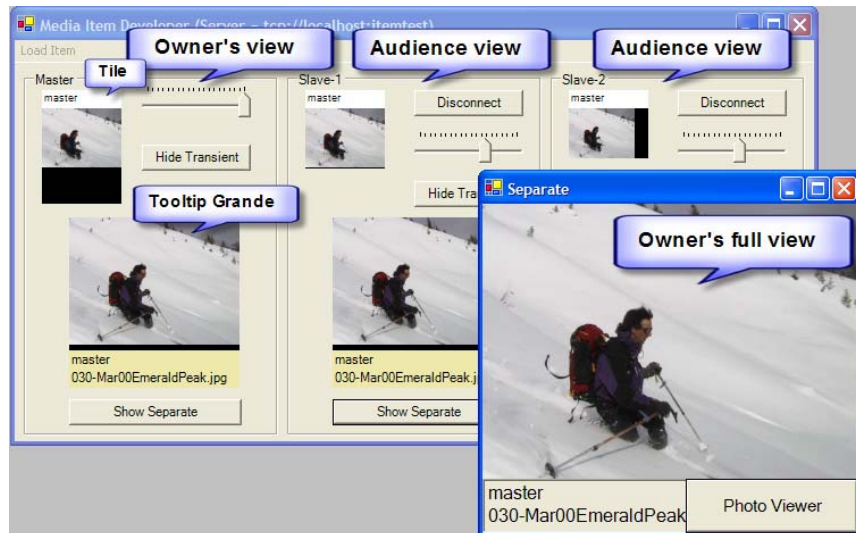 Media Item Developer (Server - tcp://localhost:itemtest)
Load Item
Owner's view
Audience view
Audience view
Master
Tile
Slave-1
Slave-2
master
master
master
Disconnect
Disconnect
Hide Transient
Hide Tra
Tooltip Grande
master
030-Mar00EmeraldPeak.jpg
Show Separate
master
030-Mar00EmeraldPeak.j
Show Separate
Separate
Owner's full view
master
030-Mar00EmeraldPeak
Photo Viewer